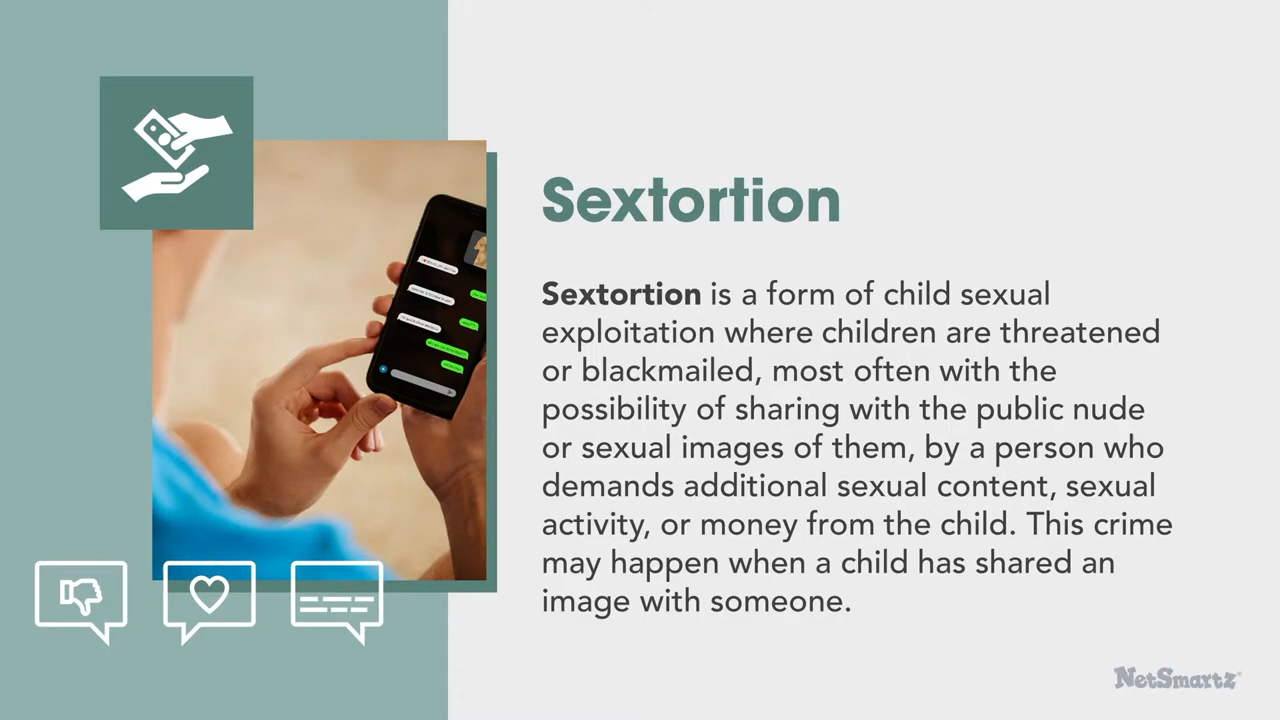 Sextortion
Sextortion is a form of child sexual
exploitation where children are threatened
or blackmailed, most often with the
possibility of sharing with the public nude
or sexual images of them, by a person who
demands additional sexual content, sexual
activity, or money from the child. This crime
may happen when a child has shared an
image with someone.
NetSmartz